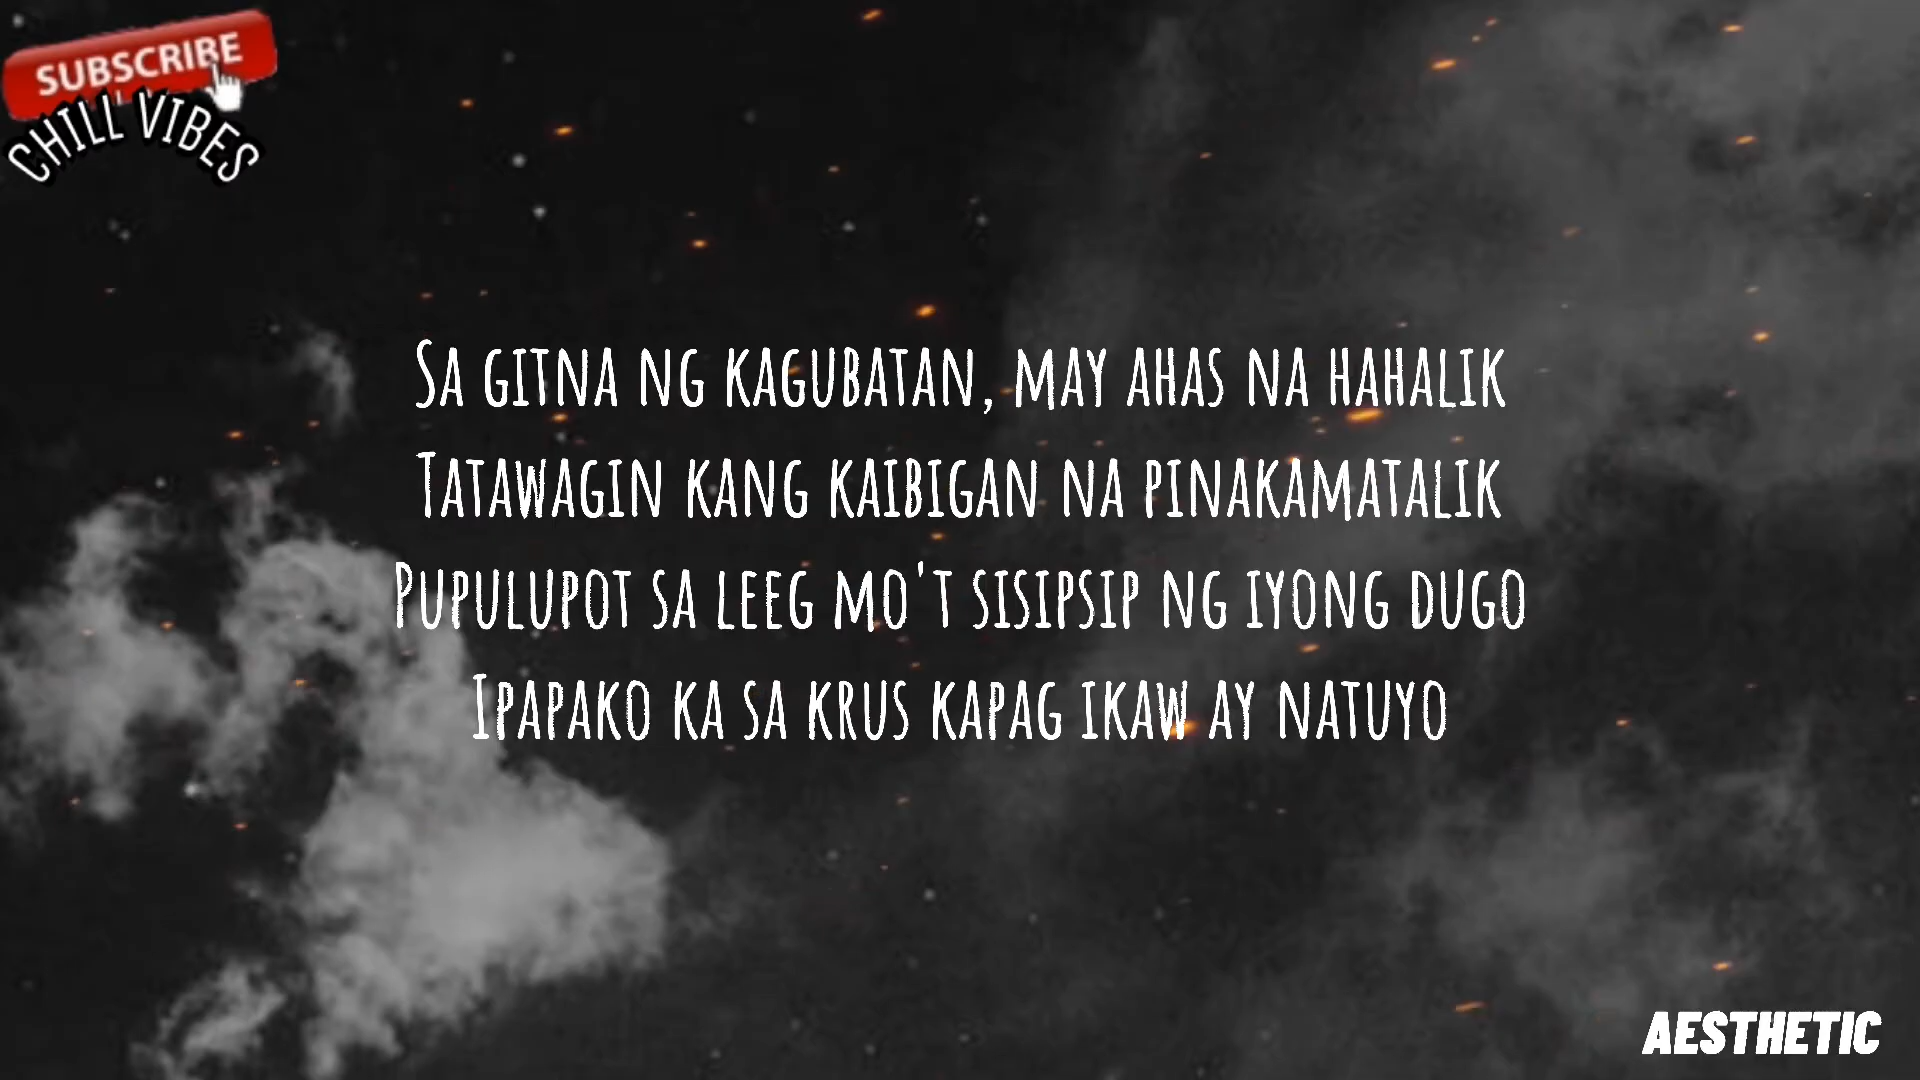 SUBSCRIBE
CHILL VIBES
Sa gitna ng kagubatan, may ahas na hahalik
Tatawagin kang kaibigan na pinakamatalik
Pupulupot sa leeg mo't sisipsip ng iyong dugo
Ipapako ka sa krus kapag ikaw ay natuyo
AESTHETIC